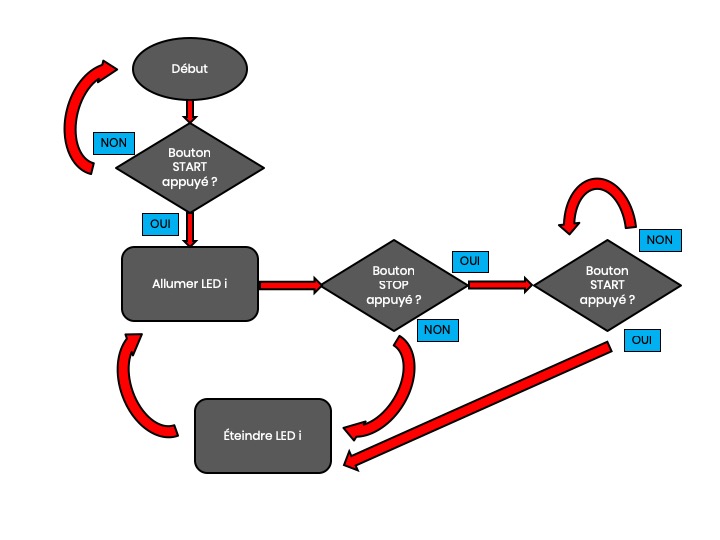 Début
NON
Bouton
START
appuyé ?
OUI
Allumer LED i
Bouton
STOP
appuyé ?
OUI
NON
Bouton
START
appuyé ?
NON
OUI
Éteindre LED i